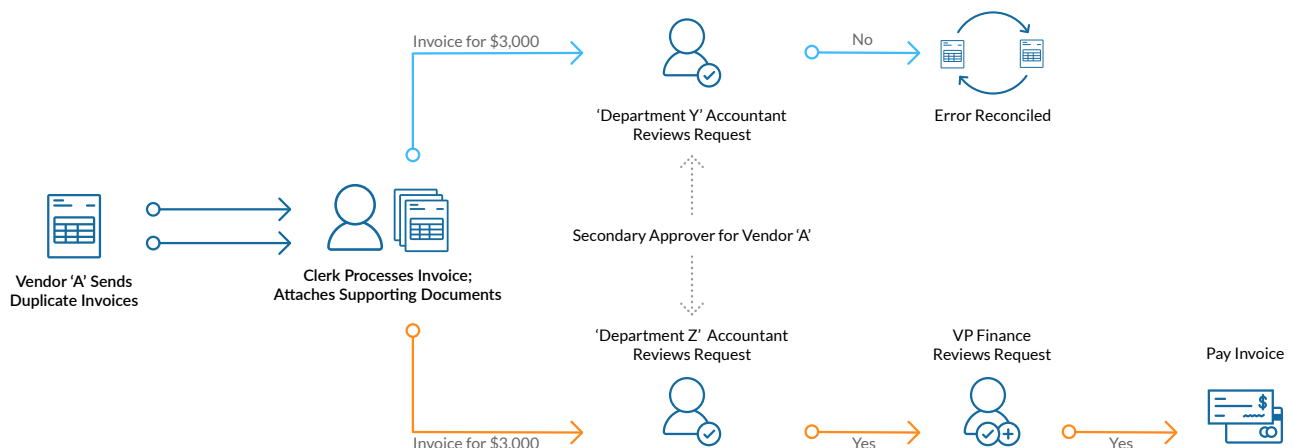 Invoice for $3,000
No
‘Department Y’ Accountant
Reviews Request
Error Reconciled
Secondary Approver for Vendor ‘A’
Vendor ‘A’ Sends
Duplicate Invoices
Clerk Processes Invoice;
Attaches Supporting Documents
‘Department Z’ Accountant
Reviews Request
VP Finance
Reviews Request
Pay Invoice
$
Invoice for $3,000
Yes
Yes